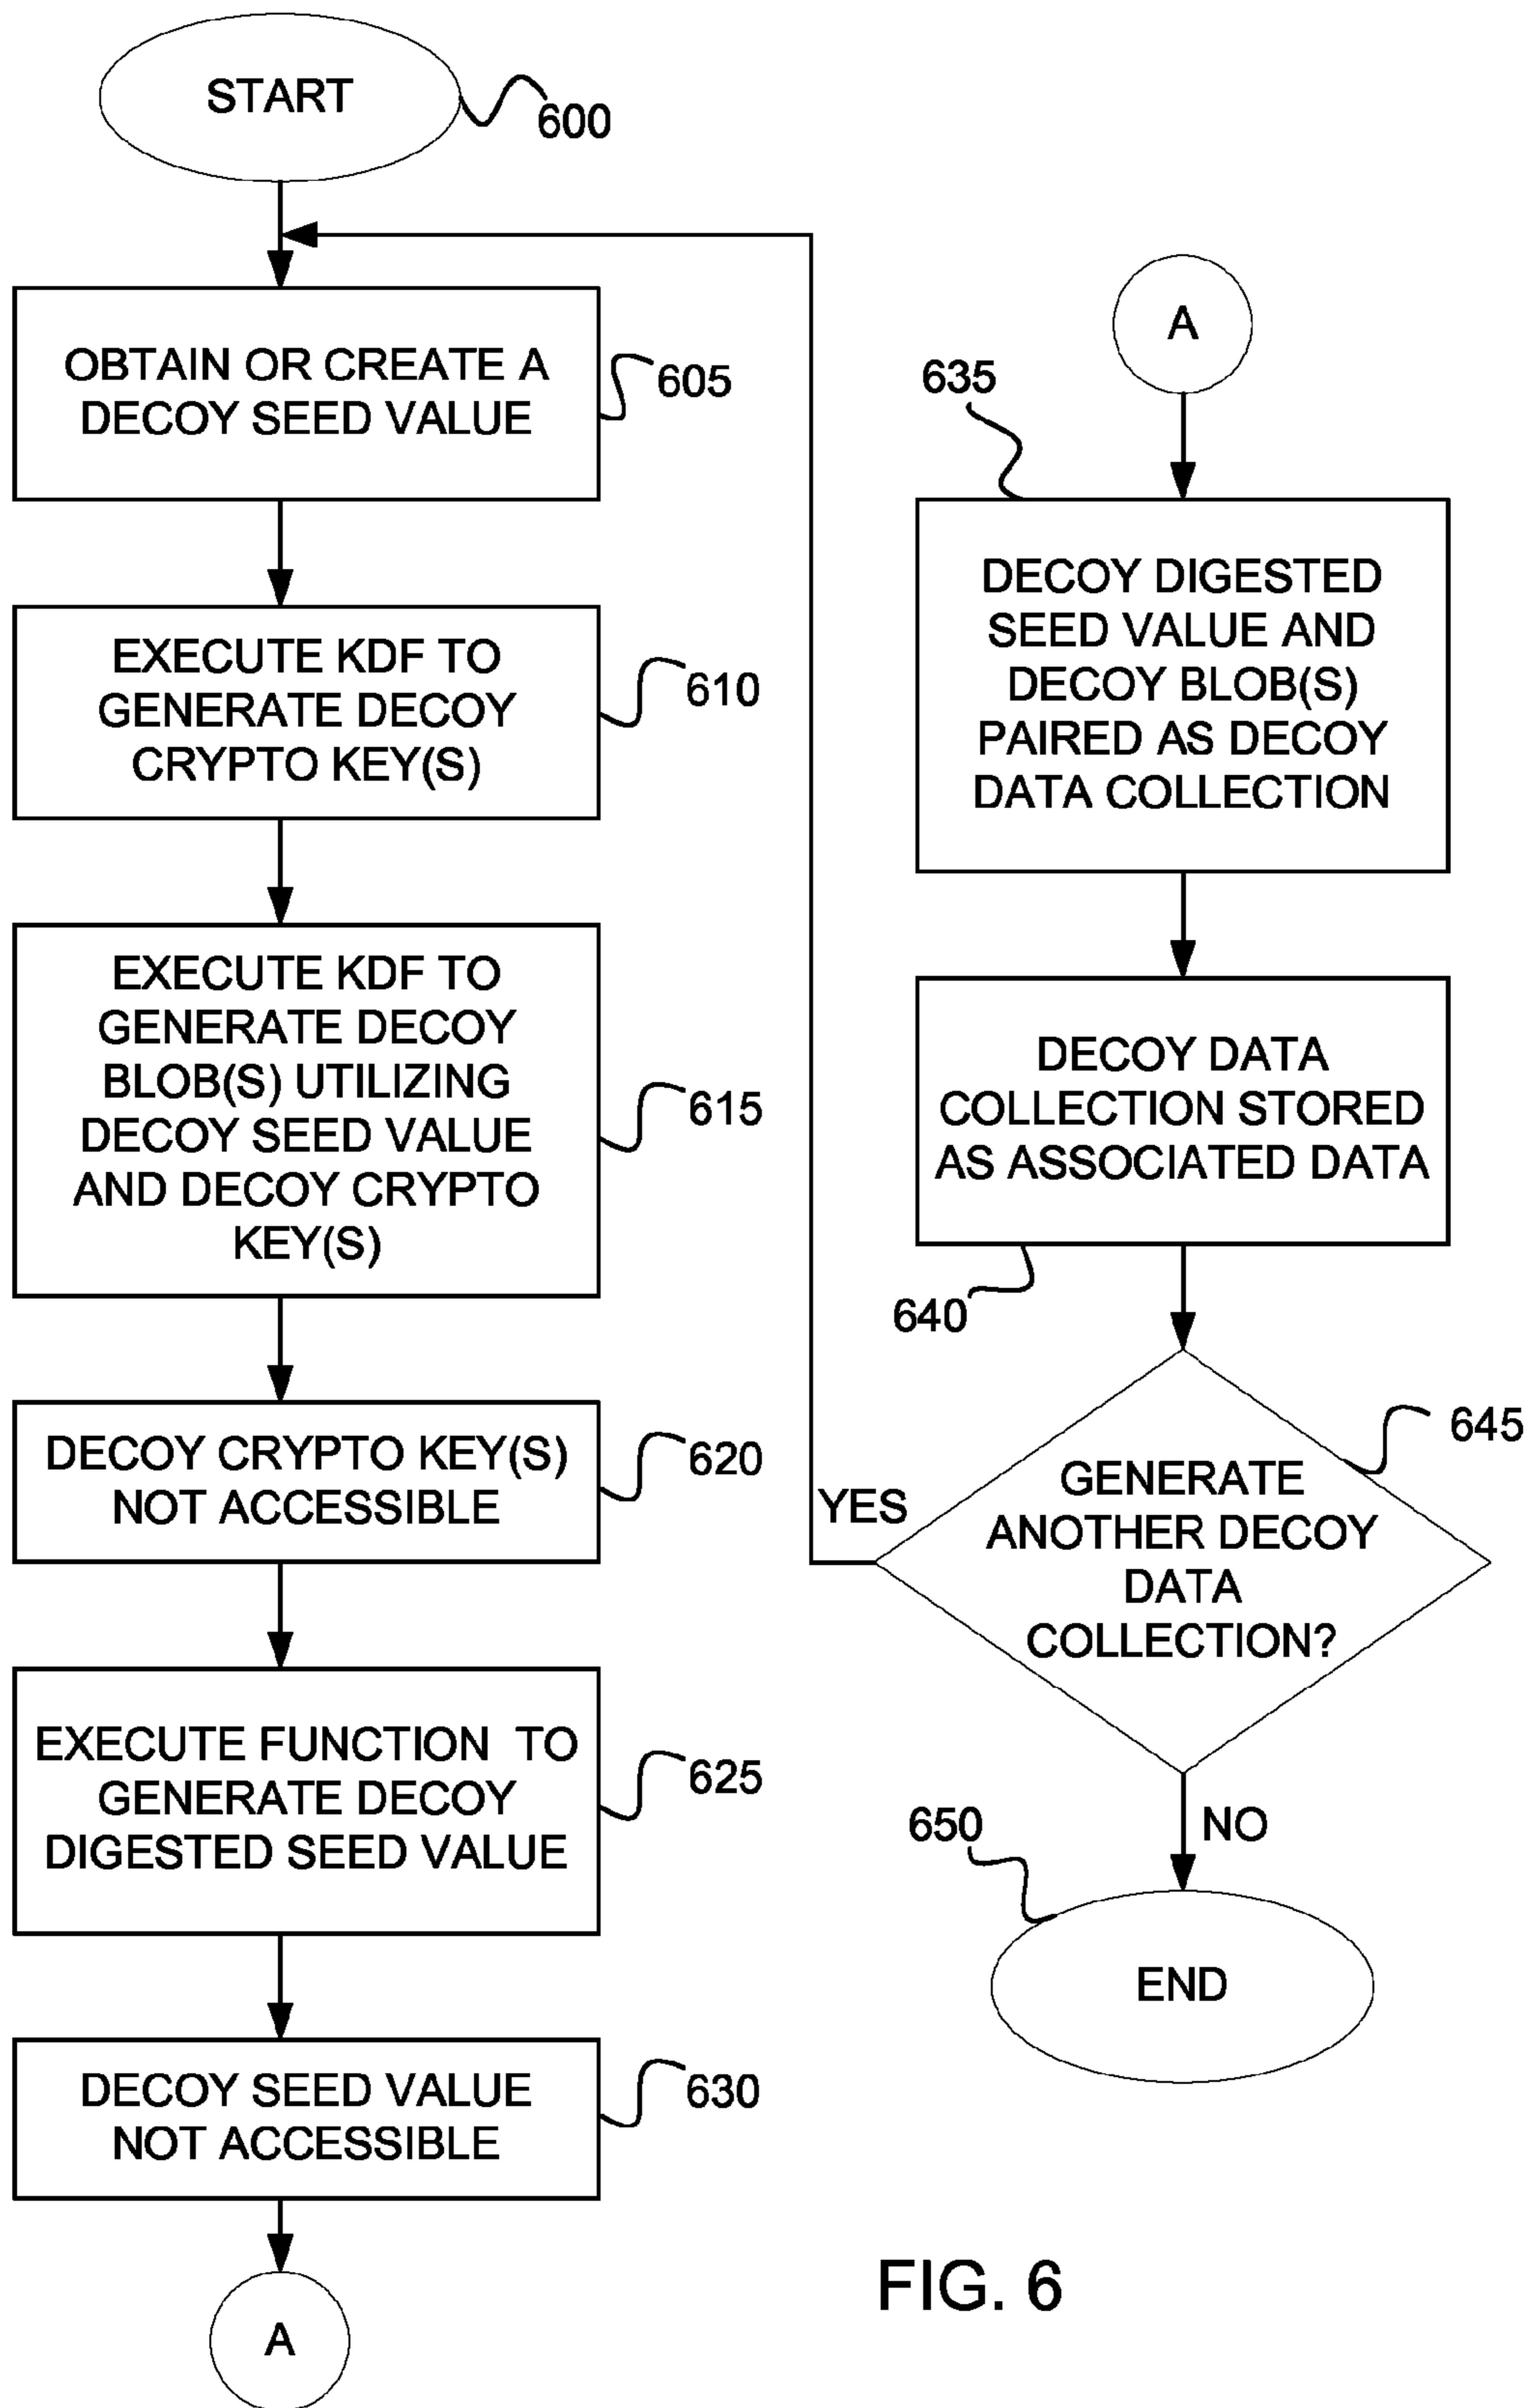 START
600
OBTAIN OR CREATE A
DECOY SEED VALUE
605
EXECUTE KDF TO
GENERATE DECOY
CRYPTO KEY(S)
610
EXECUTE KDF TO
GENERATE DECOY
BLOB(S) UTILIZING
DECOY SEED VALUE
AND DECOY CRYPTO
KEY(S)
615
DECOY CRYPTO KEY(S)
NOT ACCESSIBLE
620
EXECUTE FUNCTION TO
GENERATE DECOY
DIGESTED SEED VALUE
625
DECOY SEED VALUE
NOT ACCESSIBLE
630
A
A
635
DECOY DIGESTED
SEED VALUE AND
DECOY BLOB(S)
PAIRED AS DECOY
DATA COLLECTION
DECOY DATA
COLLECTION STORED
AS ASSOCIATED DATA
640
645
GENERATE
ANOTHER DECOY
DATA
COLLECTION?
YES
NO
650
END
FIG. 6